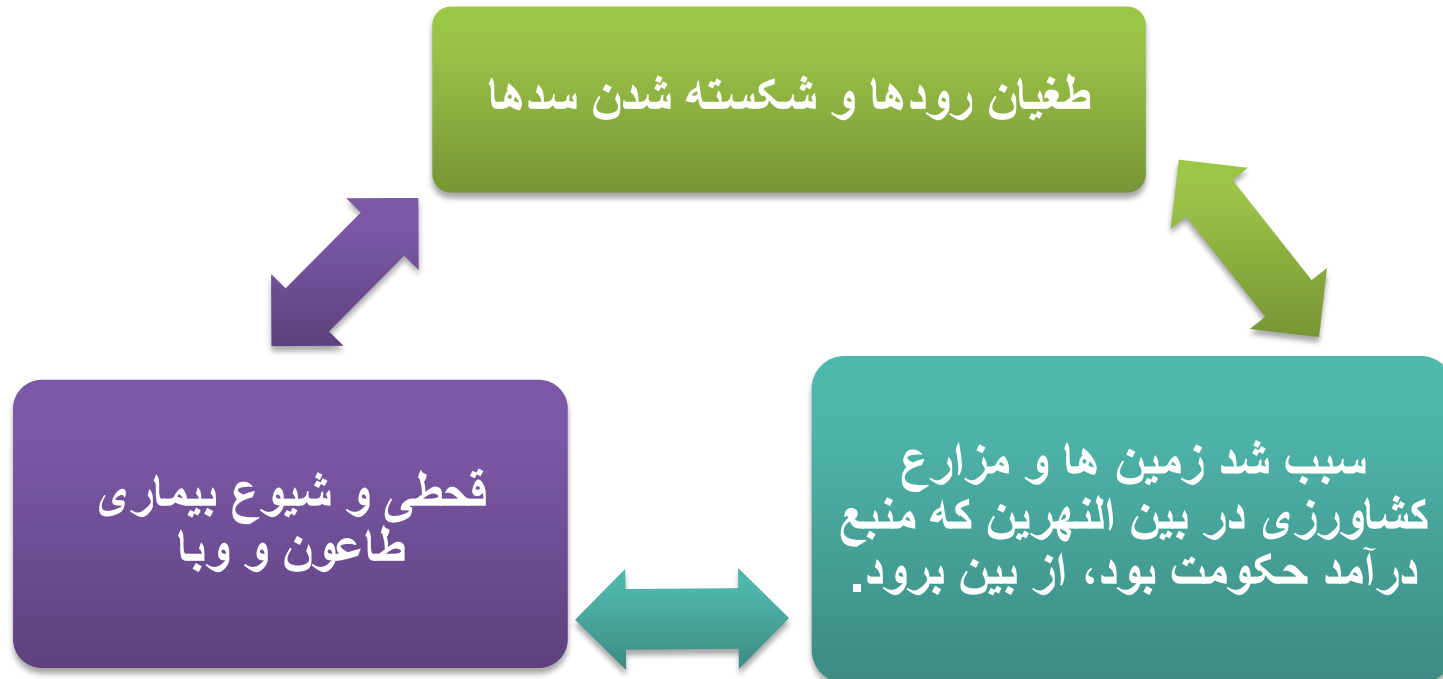 طغیان رودها و شکسته شدن سدها
سبب شد زمین ها و مزارع
کشاورزی در بین النهرین که منبع
درآمد حکومت بود، از بین برود.
قحطی و شیوع بیماری
طاعون و وبا